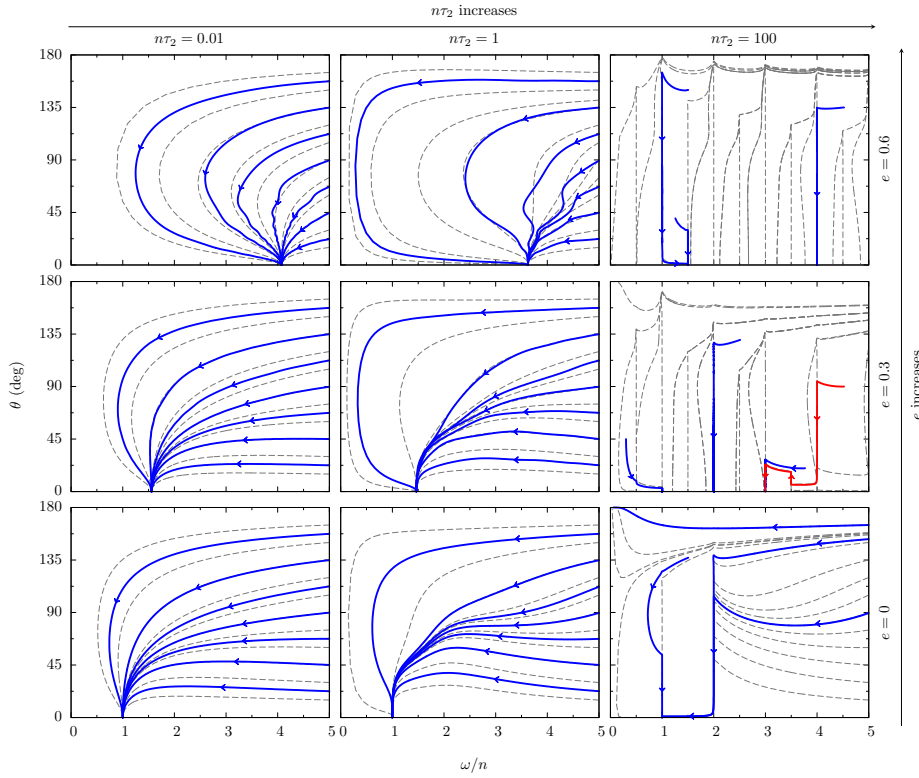 nτ₂ increases
nτ₂ = 0.01 nτ₂ = 1 nτ₂ = 100
180
135
90
45
0
e = 0.6
180
135
90
45
0
θ (deg)
e = 0.3
e increases
180
135
90
45
0
e = 0
0 1 2 3 4 5 0 1 2 3 4 5 0 1 2 3 4 5
ω/n